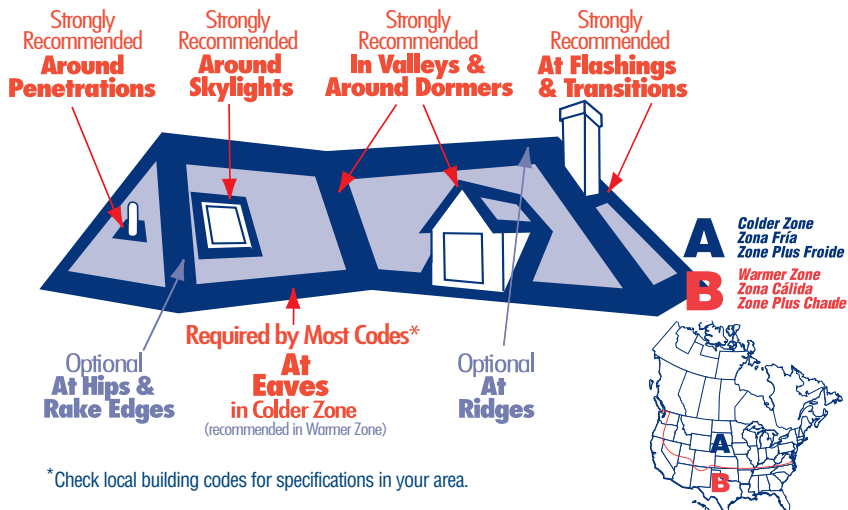 Strongly
Recommended
Around
Penetrations
Strongly
Recommended
Around
Skylights
Strongly
Recommended
In Valleys &
Around Dormers
Strongly
Recommended
At Flashings
& Transitions
A
Colder Zone
Zona Fría
Zone Plus Froide
B
Warmer Zone
Zona Cálida
Zone Plus Chaude
Optional
At Hips &
Rake Edges
Required by Most Codes*
At
Eaves
in Colder Zone
(recommended in Warmer Zone)
Optional
At
Ridges
A
B
*Check local building codes for specifications in your area.